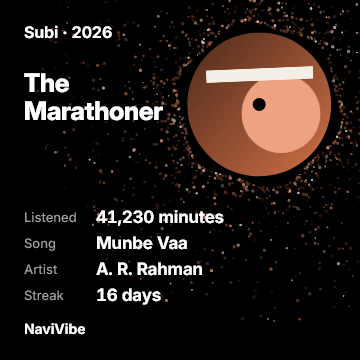 Subi · 2026
The
Marathoner
Listened 41,230 minutes
Song Munbe Vaa
Artist A. R. Rahman
Streak 16 days
NaviVibe